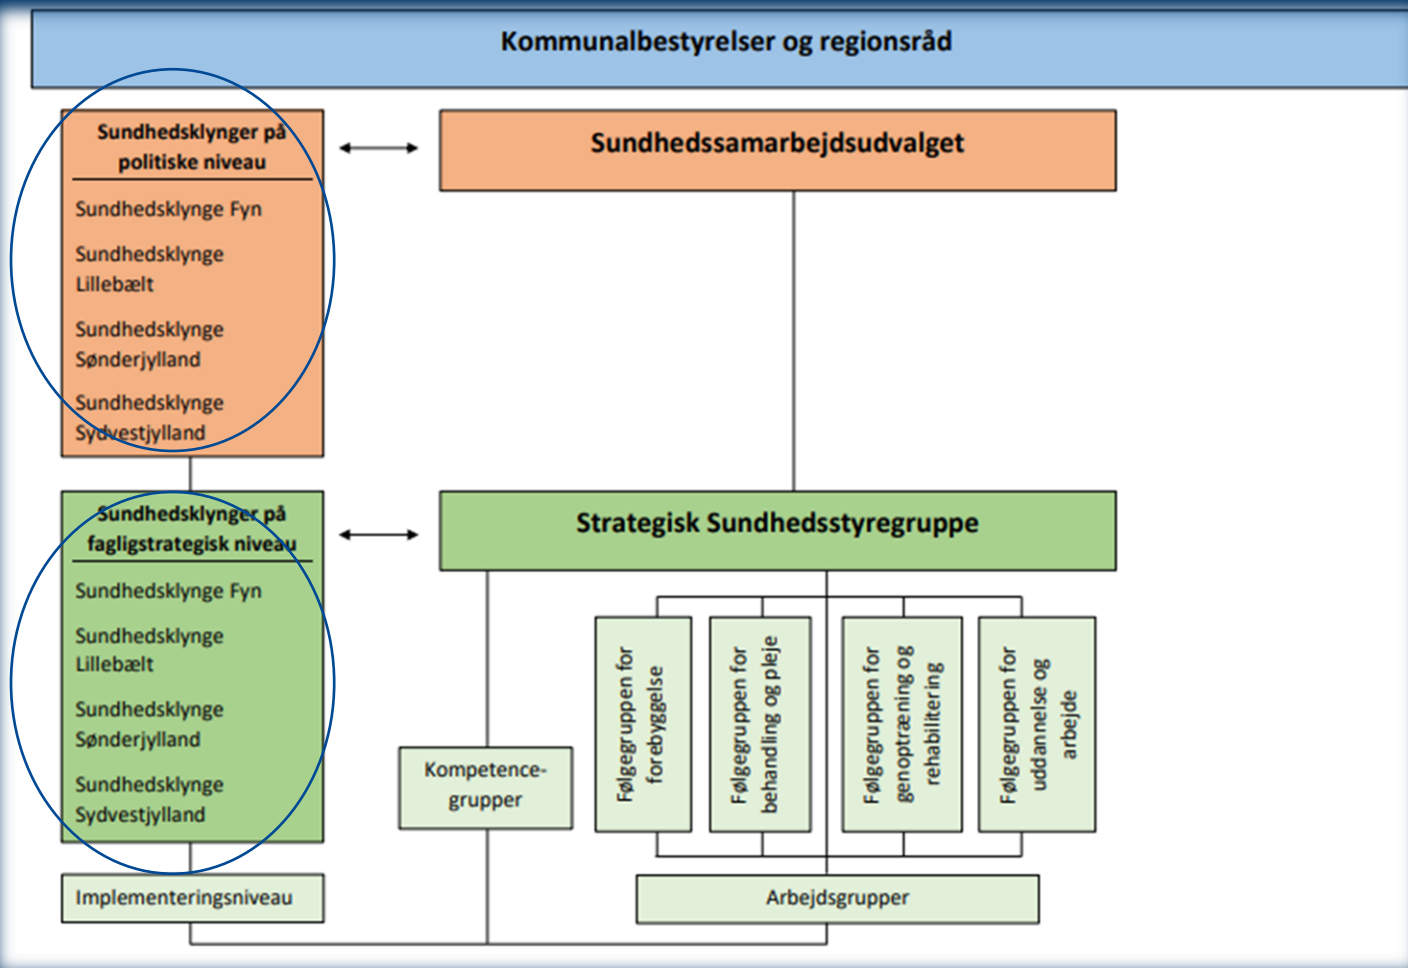 Kommunalbestyrelser og regionsråd
Sundhedsklynger på
politiske niveau
Sundhedsklynge Fyn
Sundhedsklynge
Lillebælt
Sundhedsklynge
Sønderjylland
Sundhedsklynge
Sydvestjylland
Sundhedssamarbejdsudvalget
Sundhedsklynger på
fagligstrategisk niveau
Sundhedsklynge Fyn
Sundhedsklynge
Lillebælt
Sundhedsklynge
Sønderjylland
Sundhedsklynge
Sydvestjylland
Strategisk Sundhedsstyregruppe
Kompetence-
grupper
Følgegruppen for
forebyggelse
Følgegruppen for
behandling og pleje
Følgegruppen for
genoptræning og
rehabilitering
Følgegruppen for
uddannelse og
arbejde
Implementeringsniveau
Arbejdsgrupper